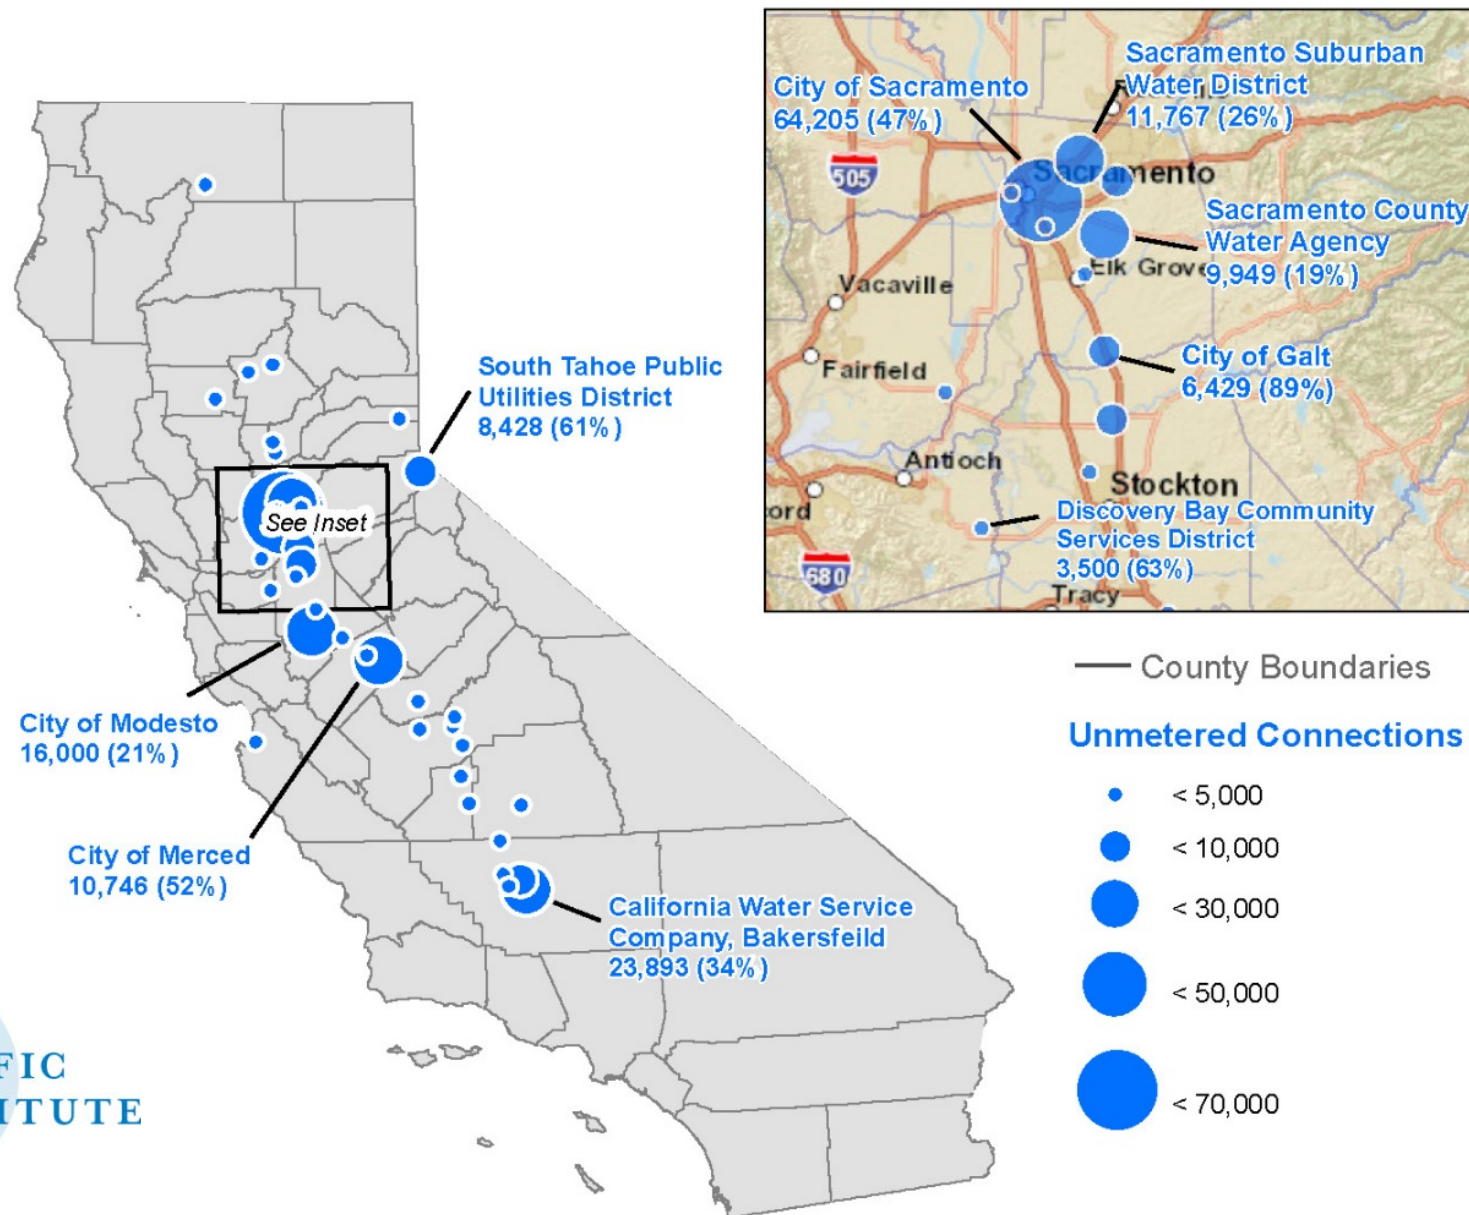 City of Sacramento
64,205 (47%)
Sacramento Suburban
Water District
11,767 (26%)
505
Sacramento
Sacramento County
Water Agency
9,949 (19%)
Elk Grove
Vacaville
Fairfield
City of Galt
6,429 (89%)
Antioch
Stockton
ord
Discovery Bay Community
Services District
3,500 (63%)
680
Tracy
South Tahoe Public
Utilities District
8,428 (61%)
See Inset
City of Modesto
16,000 (21%)
City of Merced
10,746 (52%)
California Water Service
Company, Bakersfeild
23,893 (34%)
County Boundaries
Unmetered Connections
< 5,000
< 10,000
< 30,000
< 50,000
< 70,000
FIC
ITUTE